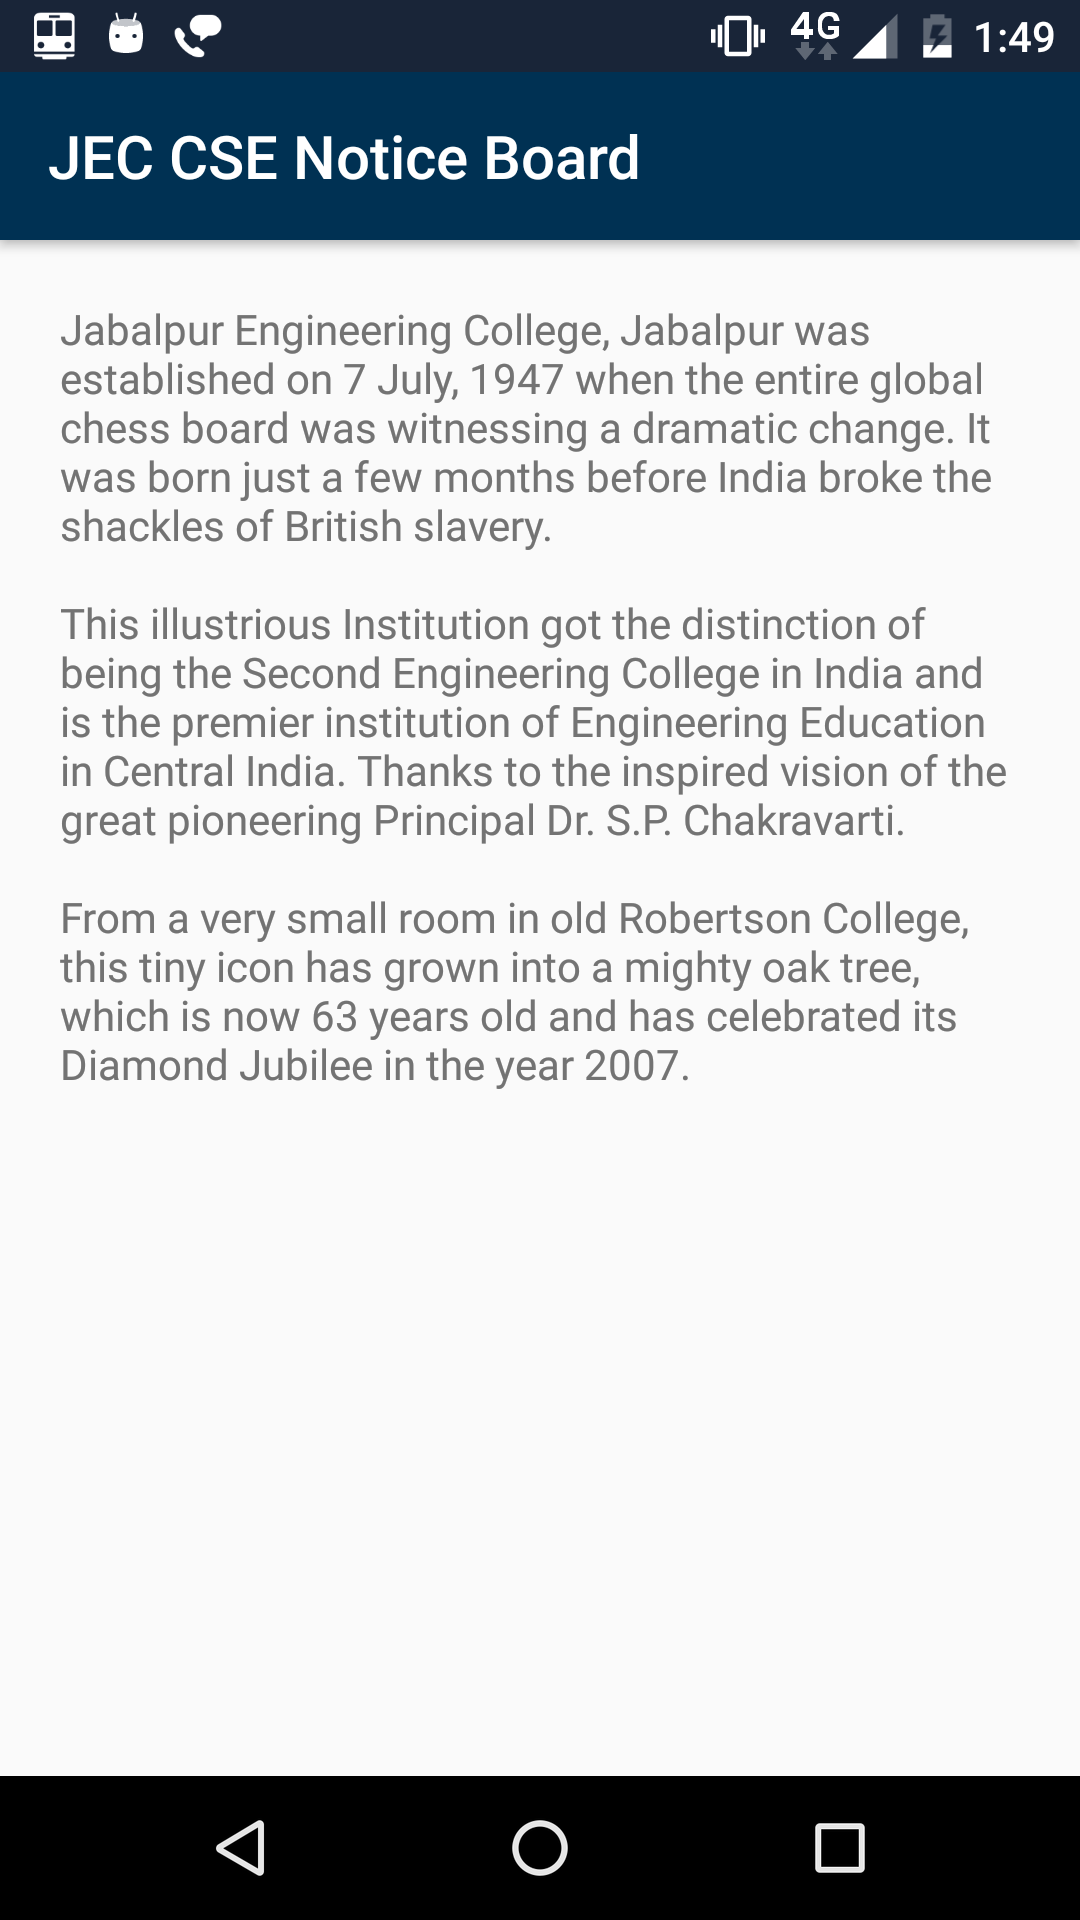 4G 1:49
JEC CSE Notice Board
Jabalpur Engineering College, Jabalpur was
established on 7 July, 1947 when the entire global
chess board was witnessing a dramatic change. It
was born just a few months before India broke the
shackles of British slavery.
This illustrious Institution got the distinction of
being the Second Engineering College in India and
is the premier institution of Engineering Education
in Central India. Thanks to the inspired vision of the
great pioneering Principal Dr. S.P. Chakravarti.
From a very small room in old Robertson College,
this tiny icon has grown into a mighty oak tree,
which is now 63 years old and has celebrated its
Diamond Jubilee in the year 2007.